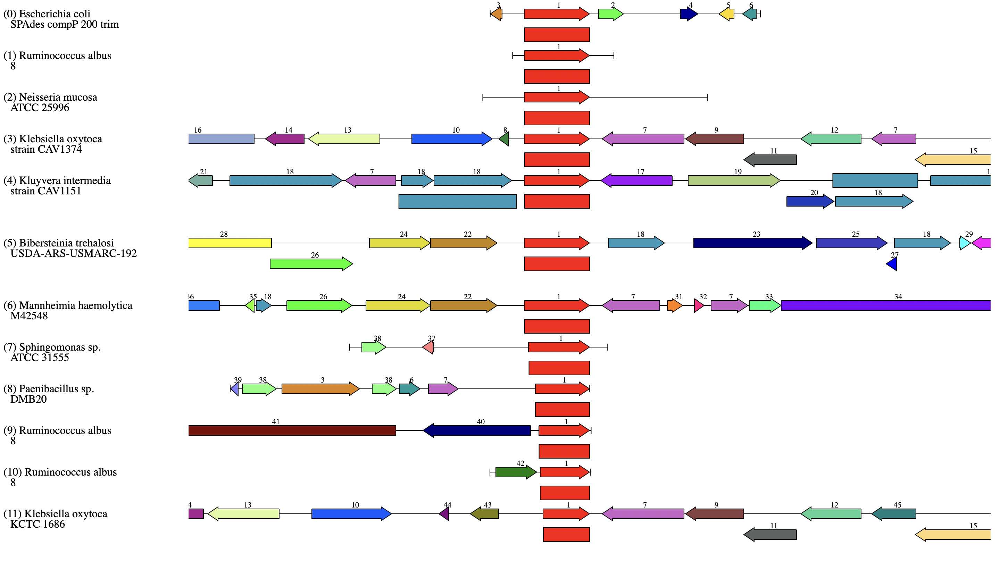 3 1 2 4 5 6
(0) Escherichia coli
SPAdes compP 200 trim
1
(1) Ruminococcus albus
8
1
(2) Neisseria mucosa
ATCC 25996
16 14 13 10 8 1 7 9 12 7
(3) Klebsiella oxytoca
strain CAV1374
11 15
21 18 7 18 18 1 17 19 1
(4) Kluyvera intermedia
strain CAV1151
20 18
28 24 22 1 18 23 25 18 29
(5) Bibersteinia trehalosi
USDA-ARS-USMARC-192
26 27
36 35 18 26 24 22 1 7 31 32 7 33 34
(6) Mannheimia haemolytica
M42548
38 37 1
(7) Sphingomonas sp.
ATCC 31555
39 38 3 38 6 7 1
(8) Paenibacillus sp.
DMB20
41 40 1
(9) Ruminococcus albus
8
42 1
(10) Ruminococcus albus
8
4 13 10 44 43 1 7 9 12 45
(11) Klebsiella oxytoca
KCTC 1686
11 15